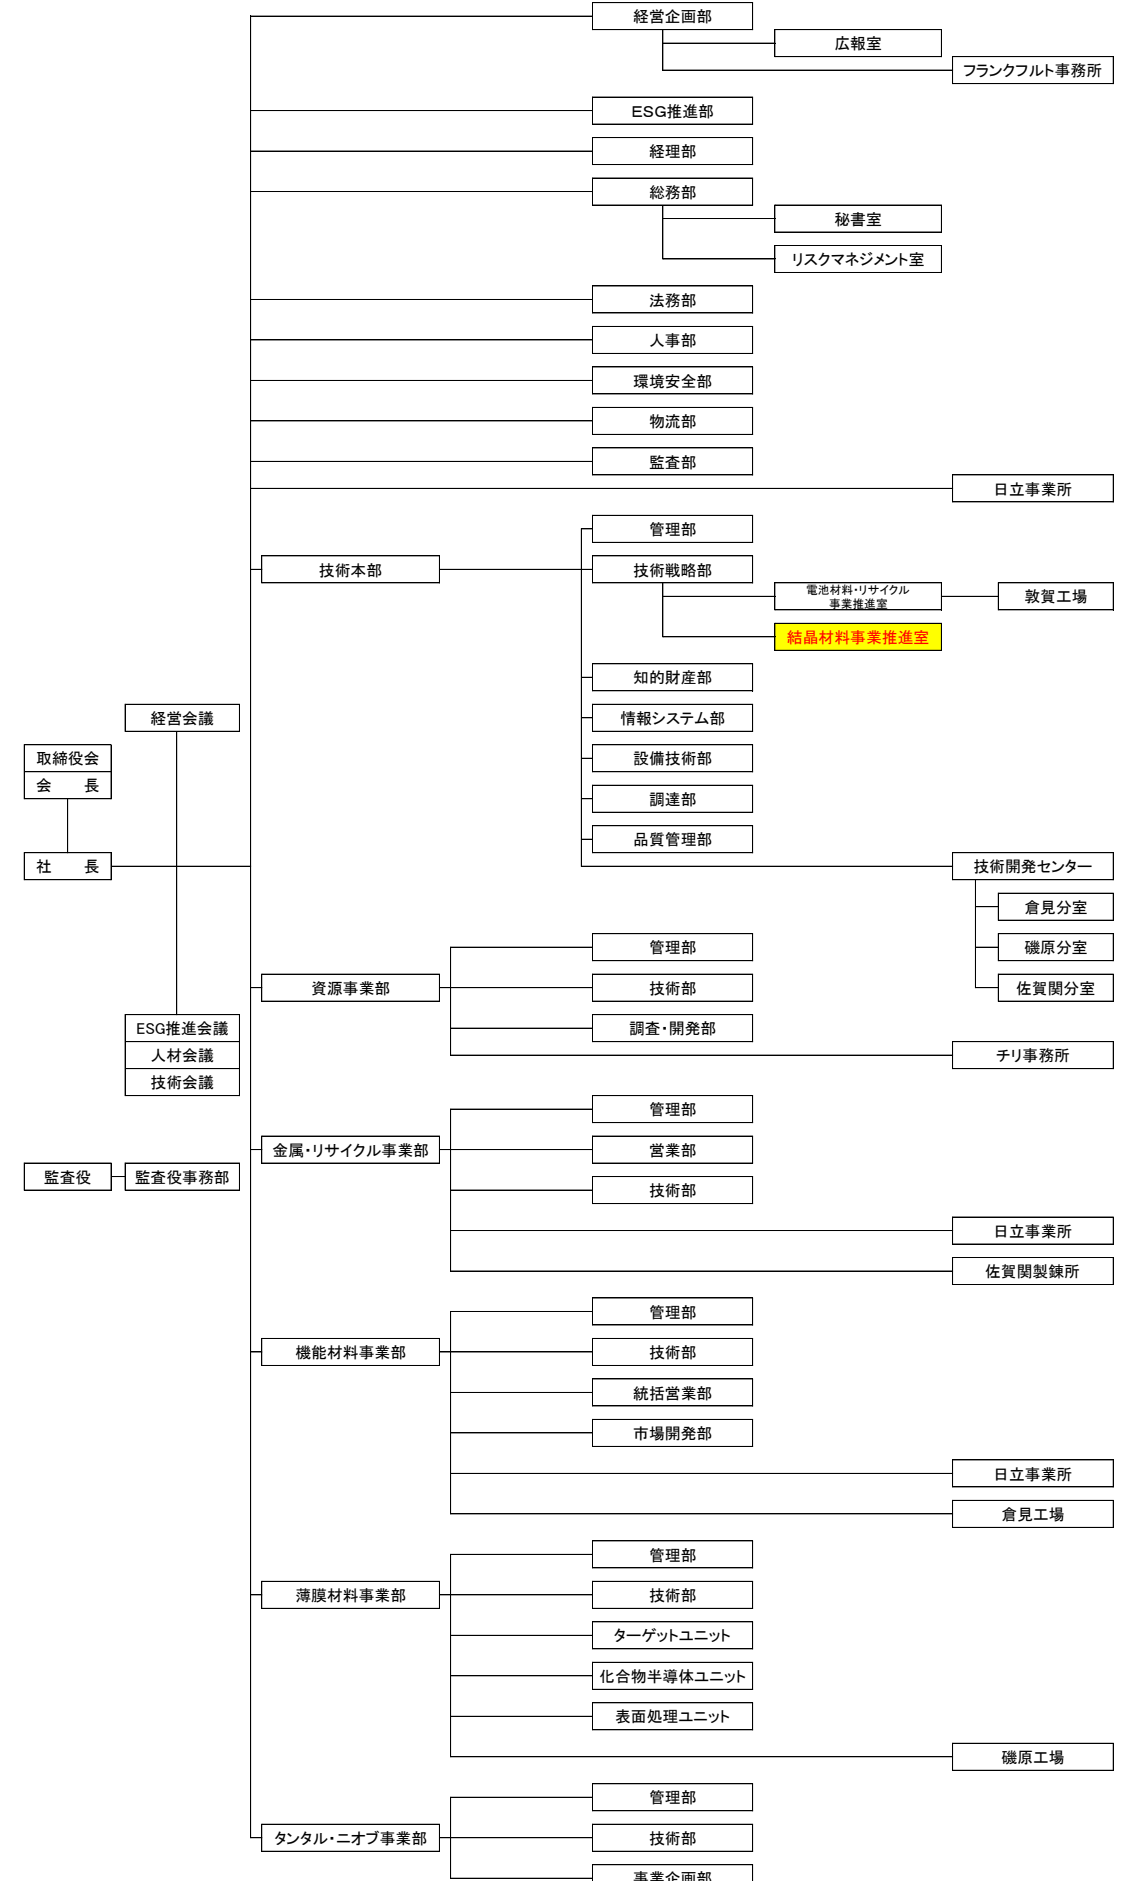 経営企画部
広報室
フランクフルト事務所
ESG推進部
経理部
総務部
秘書室
リスクマネジメント室
法務部
人事部
環境安全部
物流部
監査部
日立事業所
管理部
技術本部
技術戦略部
電池材料・リサイクル
事業推進室
敦賀工場
結晶材料事業推進室
知的財産部
情報システム部
設備技術部
調達部
品質管理部
技術開発センター
倉見分室
磯原分室
佐賀関分室
経営会議
取締役会
会　長
社　長
ESG推進会議
人材会議
技術会議
監査役
監査役事務部
資源事業部
管理部
技術部
調査・開発部
チリ事務所
金属・リサイクル事業部
管理部
営業部
技術部
日立事業所
佐賀関製錬所
機能材料事業部
管理部
技術部
統括営業部
市場開発部
日立事業所
倉見工場
薄膜材料事業部
管理部
技術部
ターゲットユニット
化合物半導体ユニット
表面処理ユニット
磯原工場
タンタル・ニオブ事業部
管理部
技術部
事業企画部